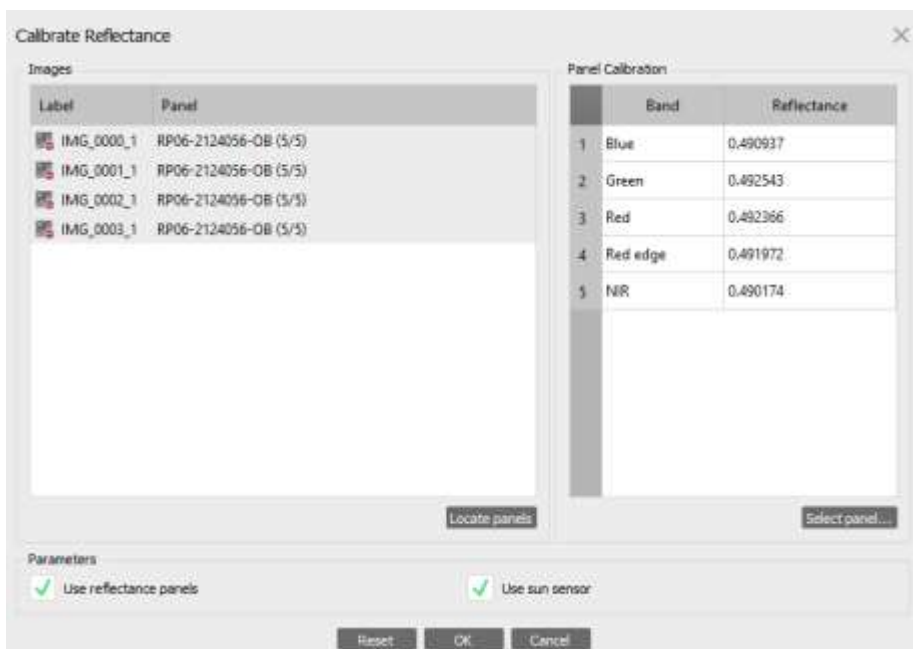 Calibrate Reflectance
Images
Label Panel
IMG_0000_1 RP06-2124056-OB (5/5)
IMG_0001_1 RP06-2124056-OB (5/5)
IMG_0002_1 RP06-2124056-OB (5/5)
IMG_0003_1 RP06-2124056-OB (5/5)
Locate panels
Panel Calibration
Band Reflectance
1 Blue 0.490937
2 Green 0.492543
3 Red 0.492366
4 Red edge 0.491972
5 NIR 0.490174
Select panel...
Parameters
Use reflectance panels Use sun sensor
Reset OK Cancel